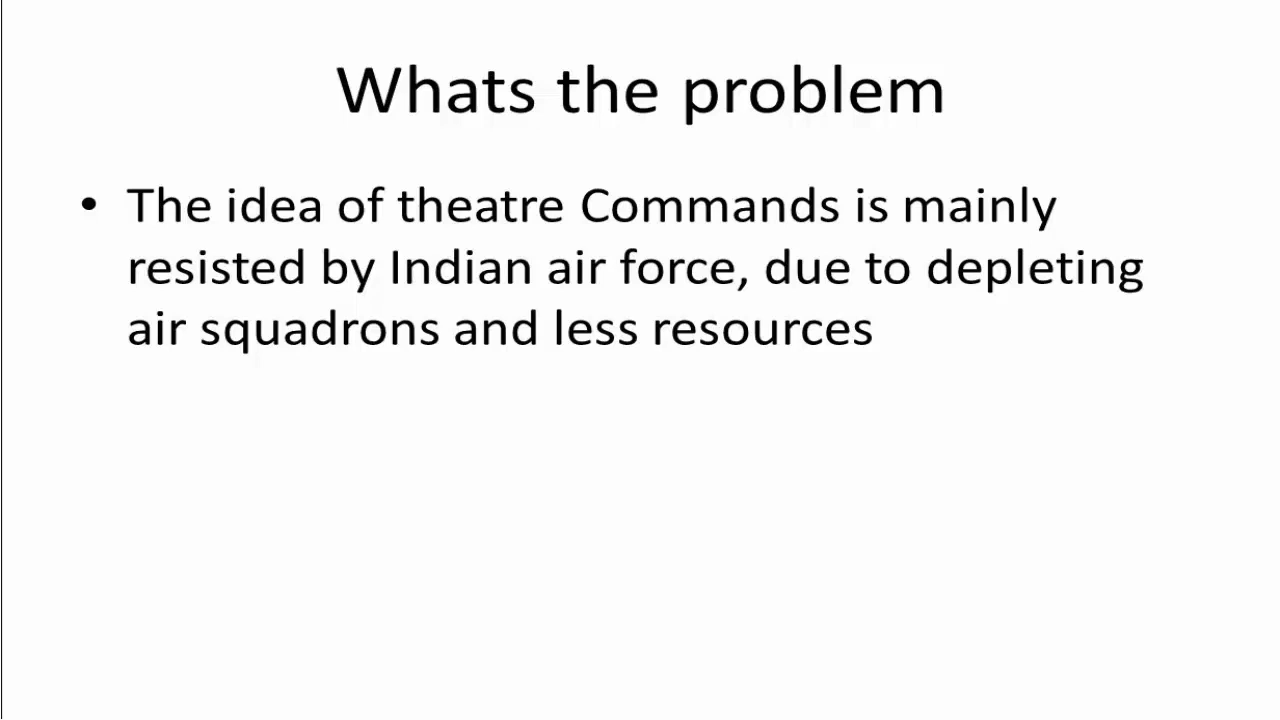 Whats the problem
• The idea of theatre Commands is mainly
resisted by Indian air force, due to depleting
air squadrons and less resources